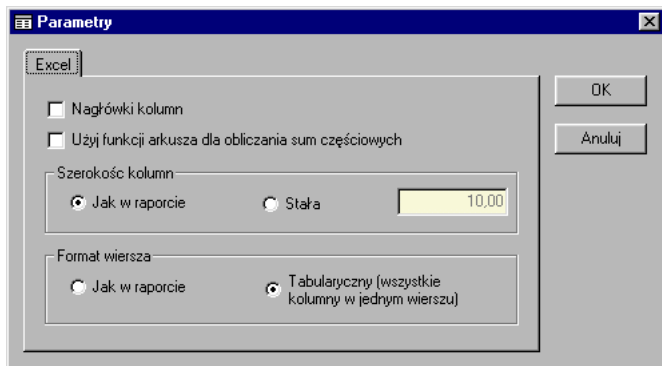 Parametry
Excel
Nagłówki kolumn
Użyj funkcji arkusza dla obliczania sum częściowych
Szerokośc kolumn
Jak w raporcie
Stała
10,00
Format wiersza
Jak w raporcie
Tabularyczny (wszystkie
kolumny w jednym wierszu)
OK
Anuluj